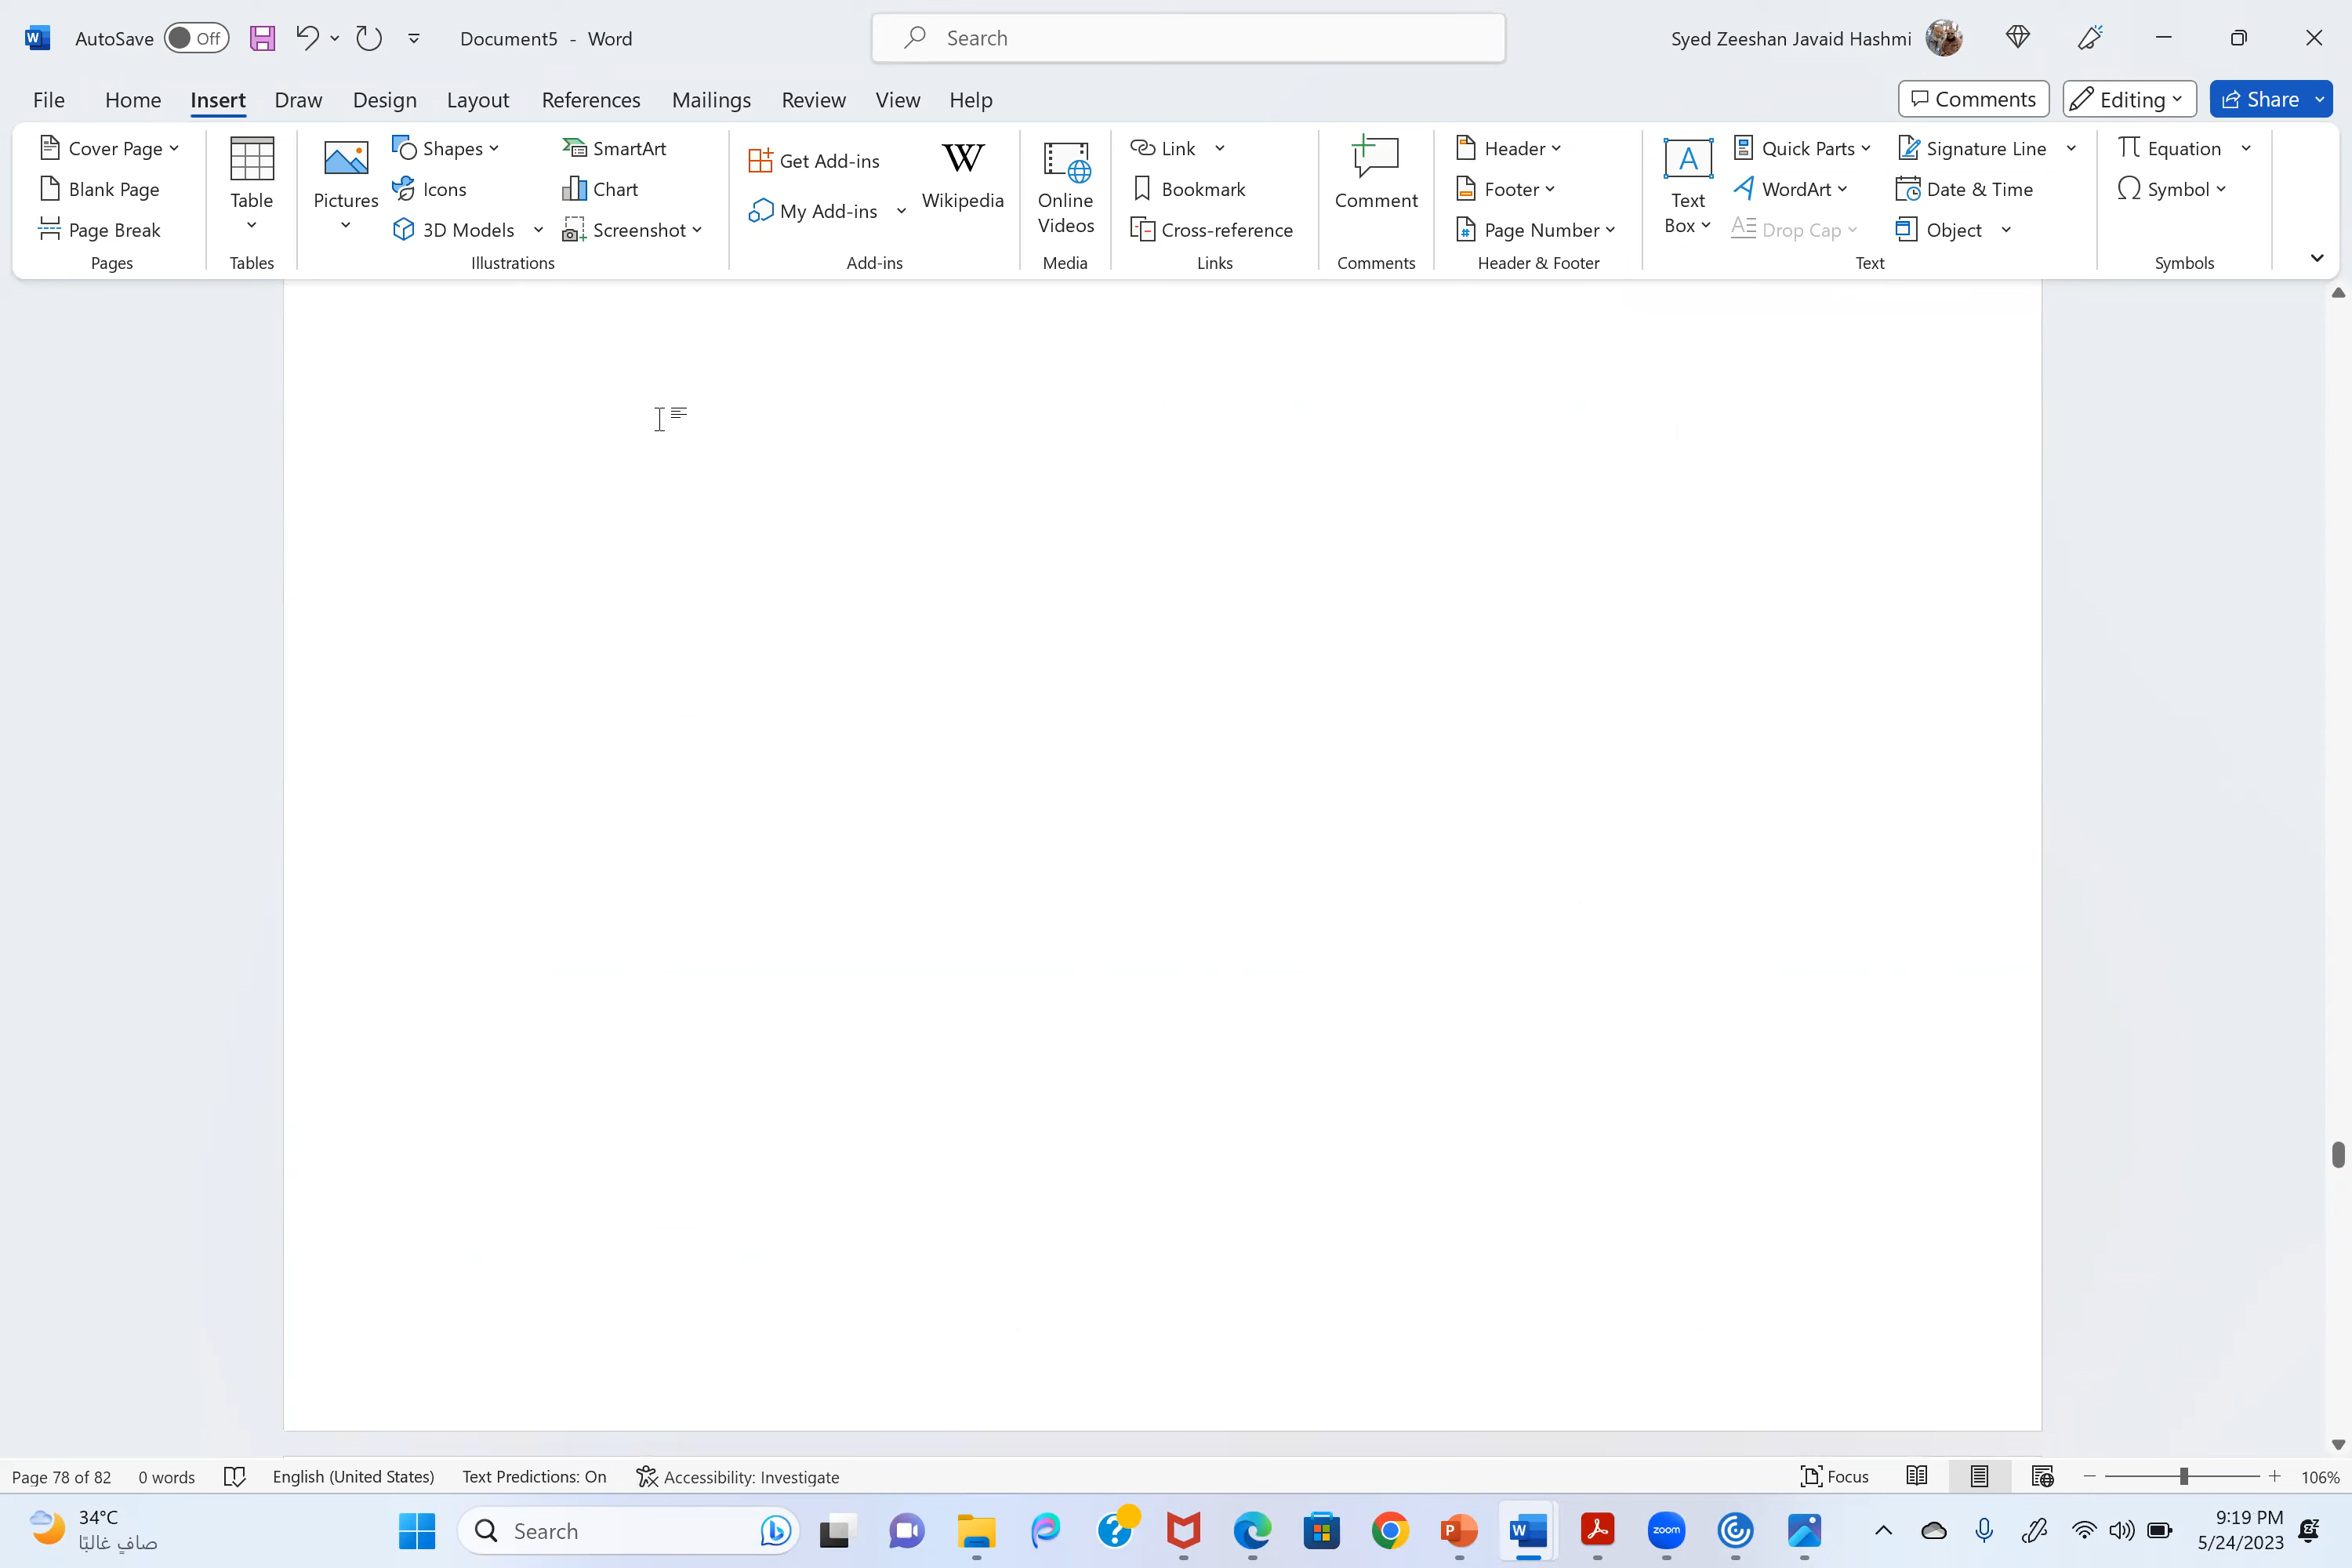 AutoSave Off Document5 - Word Search Syed Zeeshan Javaid Hashmi
File Home Insert Draw Design Layout References Mailings Review View Help Comments Editing Share
Cover Page
Blank Page
Page Break
Pages
Table
Tables
Pictures
Shapes
Icons
3D Models
SmartArt
Chart
Screenshot
Illustrations
Get Add-ins
My Add-ins
W
Wikipedia
Add-ins
Online
Videos
Media
Link
Bookmark
Cross-reference
Links
Comment
Comments
Header
Footer
Page Number
Header & Footer
A
Text
Box
Quick Parts
WordArt
Drop Cap
Signature Line
Date & Time
Object
Text
Equation
Symbol
Symbols
Page 78 of 82 0 words English (United States) Text Predictions: On Accessibility: Investigate Focus 106%
34°C
صافٍ غالبًا
Search
zoom
9:19 PM
5/24/2023